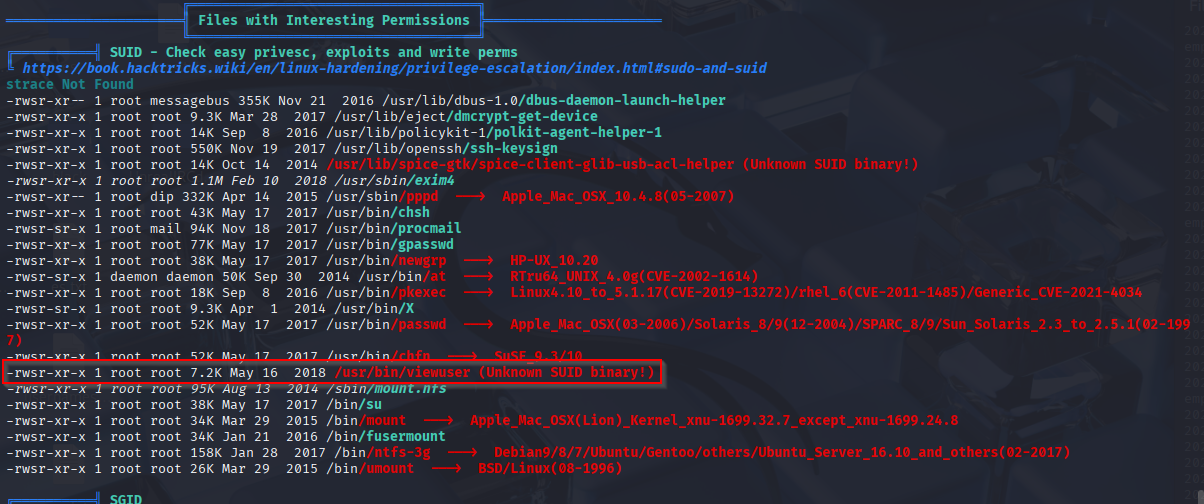 Files with Interesting Permissions
SUID - Check easy privesc, exploits and write perms
https://book.hacktricks.wiki/en/linux-hardening/privilege-escalation/index.html#sudo-and-suid
strace Not Found
-rwsr-xr-- 1 root messagebus 355K Nov 21  2016 /usr/lib/dbus-1.0/dbus-daemon-launch-helper
-rwsr-xr-x 1 root root 9.3K Mar 28  2017 /usr/lib/eject/dmcrypt-get-device
-rwsr-xr-x 1 root root 14K Sep  8  2016 /usr/lib/policykit-1/polkit-agent-helper-1
-rwsr-xr-x 1 root root 550K Nov 19  2017 /usr/lib/openssh/ssh-keysign
-rwsr-xr-x 1 root root 14K Oct 14  2014 /usr/lib/spice-gtk/spice-client-glib-usb-acl-helper (Unknown SUID binary!)
-rwsr-xr-x 1 root root 1.1M Feb 10  2018 /usr/sbin/exim4
-rwsr-xr-- 1 root dip 332K Apr 14  2015 /usr/sbin/pppd  --->  Apple_Mac_OSX_10.4.8(05-2007)
-rwsr-xr-x 1 root root 43K May 17  2017 /usr/bin/chsh
-rwsr-sr-x 1 root mail 94K Nov 18  2017 /usr/bin/procmail
-rwsr-xr-x 1 root root 77K May 17  2017 /usr/bin/gpasswd
-rwsr-xr-x 1 root root 38K May 17  2017 /usr/bin/newgrp  --->  HP-UX_10.20
-rwsr-sr-x 1 daemon daemon 50K Sep 30  2014 /usr/bin/at  --->  RTru64_UNIX_4.0g(CVE-2002-1614)
-rwsr-xr-x 1 root root 18K Sep  8  2016 /usr/bin/pkexec  --->  Linux4.10_to_5.1.17(CVE-2019-13272)/rhel_6(CVE-2011-1485)/Generic_CVE-2021-4034
-rwsr-sr-x 1 root root 9.3K Apr  1  2014 /usr/bin/X
-rwsr-xr-x 1 root root 52K May 17  2017 /usr/bin/passwd  --->  Apple_Mac_OSX(03-2006)/Solaris_8/9(12-2004)/SPARC_8/9/Sun_Solaris_2.3_to_2.5.1(02-199
7)
-rwsr-xr-x 1 root root 52K May 17  2017 /usr/bin/chfn  --->  SuSE_9.3/10
-rwsr-xr-x 1 root root 7.2K May 16  2018 /usr/bin/viewuser (Unknown SUID binary!)
-rwsr-xr-x 1 root root 95K Aug 13  2014 /sbin/mount.nfs
-rwsr-xr-x 1 root root 38K May 17  2017 /bin/su
-rwsr-xr-x 1 root root 34K Mar 29  2015 /bin/mount  --->  Apple_Mac_OSX(Lion)_Kernel_xnu-1699.32.7_except_xnu-1699.24.8
-rwsr-xr-x 1 root root 34K Jan 21  2016 /bin/fusermount
-rwsr-xr-x 1 root root 158K Jan 28  2017 /bin/ntfs-3g  --->  Debian9/8/7/Ubuntu/Gentoo/others/Ubuntu_Server_16.10_and_others(02-2017)
-rwsr-xr-x 1 root root 26K Mar 29  2015 /bin/umount  --->  BSD/Linux(08-1996)
SGID